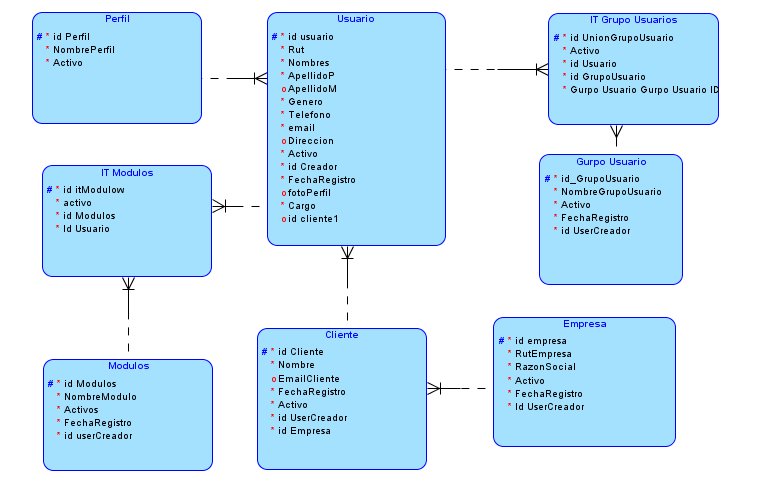 Perfil
# * id Perfil
* NombrePerfil
* Activo
Usuario
# * id usuario
* Rut
* Nombres
* ApellidoP
o ApellidoM
* Genero
* Telefono
* email
o Direccion
* Activo
* id Creador
* FechaRegistro
o fotoPerfil
* Cargo
o id cliente1
IT Grupo Usuarios
# * id UnionGrupoUsuario
* Activo
* id Usuario
* id GrupoUsuario
* Gurpo Usuario Gurpo Usuario ID
IT Modulos
# * id itModulow
* activo
* id Modulos
* Id Usuario
Gurpo Usuario
# * id_GrupoUsuario
* NombreGrupoUsuario
* Activo
* FechaRegistro
* id UserCreador
Modulos
# * id Modulos
* NombreModulo
* Activos
* FechaRegistro
* id userCreador
Cliente
# * id Cliente
* Nombre
o EmailCliente
* FechaRegistro
* Activo
* id UserCreador
* id Empresa
Empresa
# * id empresa
* RutEmpresa
* RazonSocial
* Activo
* FechaRegistro
* Id UserCreador